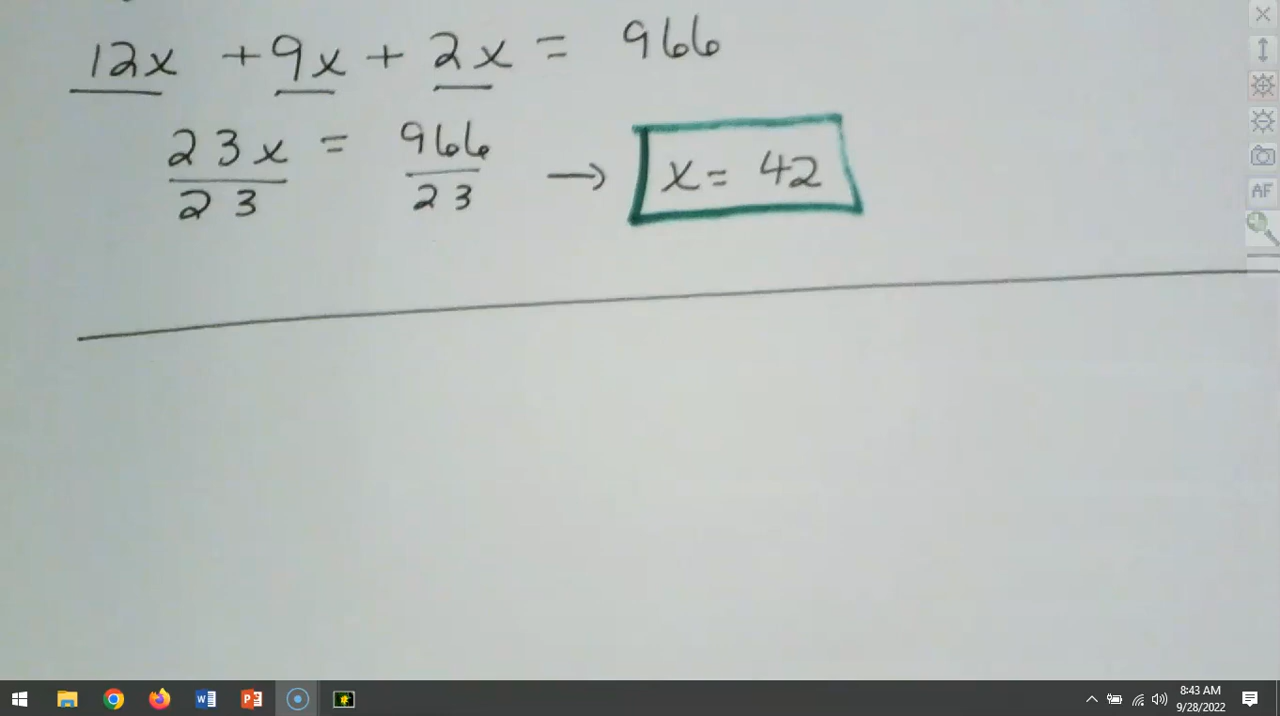 12x + 9x + 2x = 966
23x = 966 → x = 42
23 23
AF
8:43 AM
9/28/2022